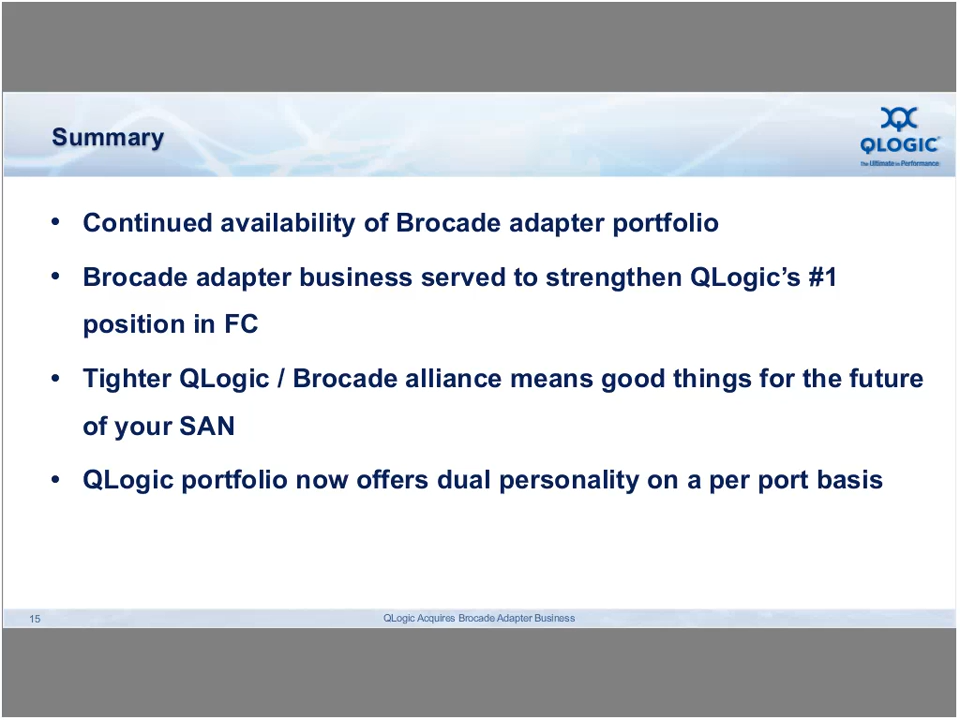 Summary
QLOGIC
The Ultimate in Performance
• Continued availability of Brocade adapter portfolio
• Brocade adapter business served to strengthen QLogic’s #1
position in FC
• Tighter QLogic / Brocade alliance means good things for the future
of your SAN
• QLogic portfolio now offers dual personality on a per port basis
15
QLogic Acquires Brocade Adapter Business